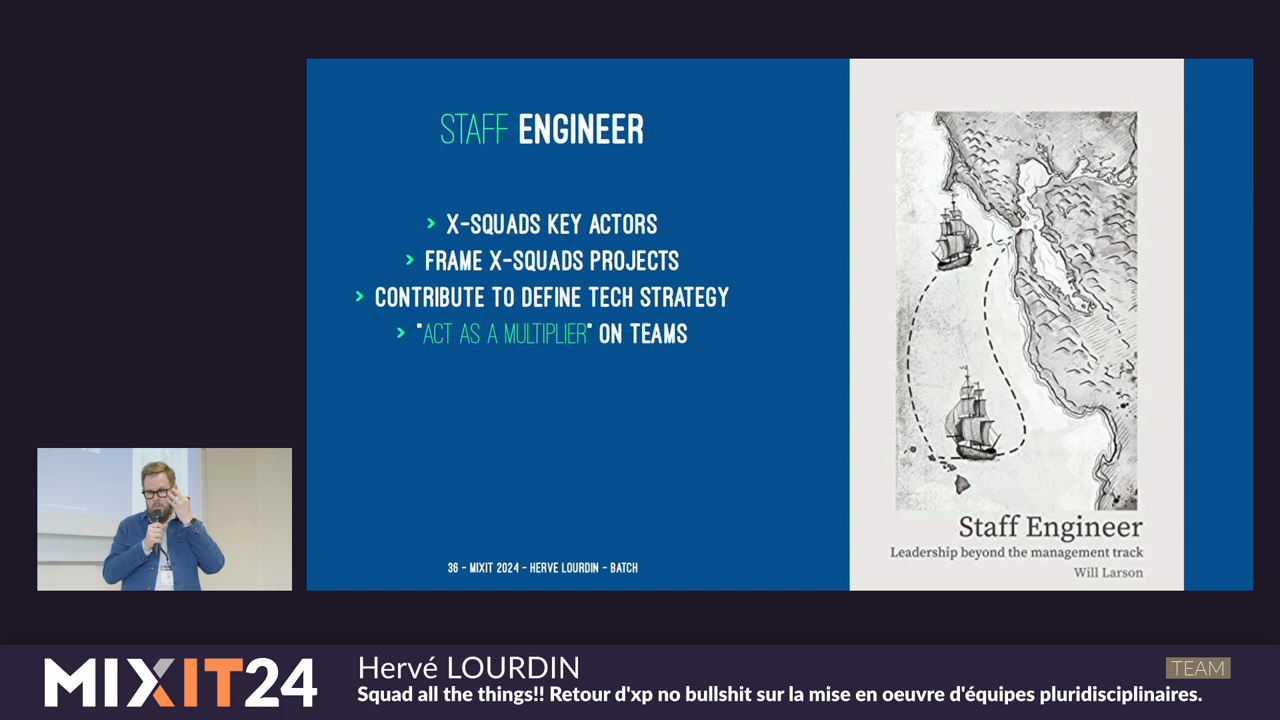 STAFF ENGINEER
> X-SQUADS KEY ACTORS
> FRAME X-SQUADS PROJECTS
> CONTRIBUTE TO DEFINE TECH STRATEGY
> "ACT AS A MULTIPLIER" ON TEAMS
36 - MIXIT 2024 - HERVE LOURDIN - BATCH
Staff Engineer
Leadership beyond the management track
Will Larson
MIXIT24
Hervé LOURDIN
TEAM
Squad all the things!! Retour d'xp no bullshit sur la mise en oeuvre d'équipes pluridisciplinaires.